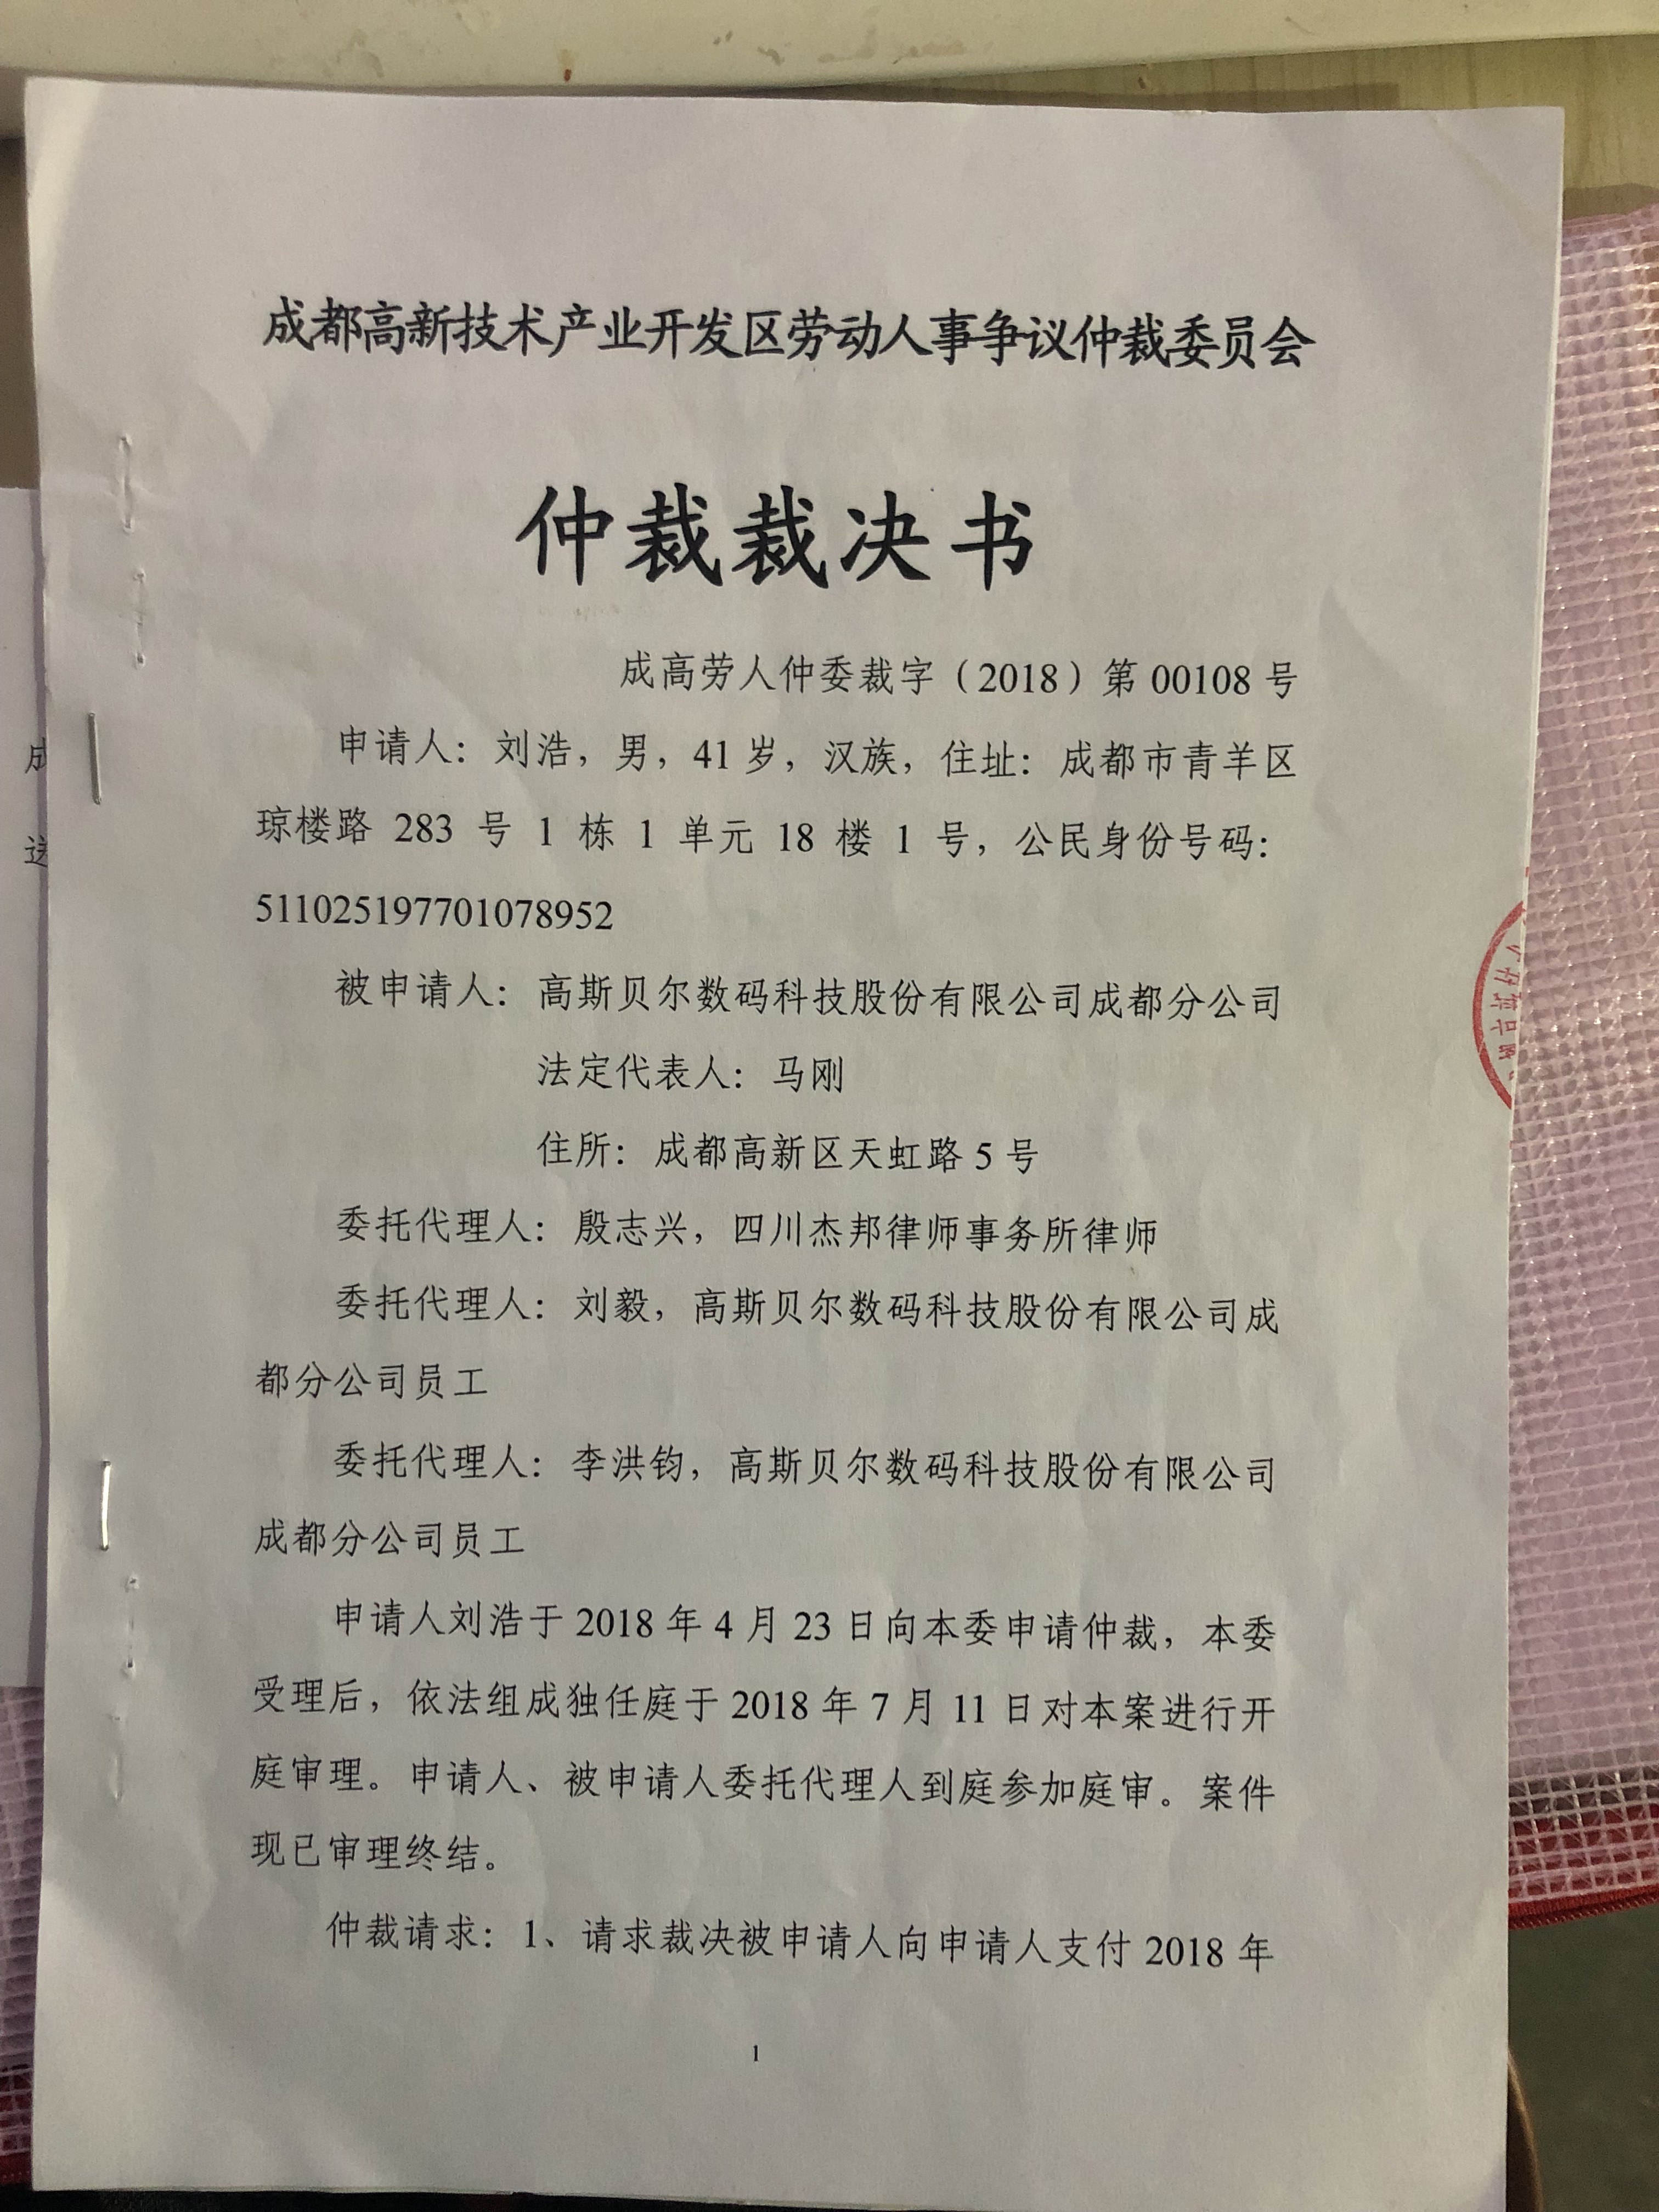 成都高新技术产业开发区劳动人事争议仲裁委员会
仲裁裁决书
成高劳人仲委裁字（2018）第 00108 号
申请人：刘浩，男，41 岁，汉族，住址：成都市青羊区
琼楼路 283 号 1 栋 1 单元 18 楼 1 号，公民身份号码：
511025197701078952
被申请人：高斯贝尔数码科技股份有限公司成都分公司
法定代表人：马刚
住所：成都高新区天虹路 5 号
委托代理人：殷志兴，四川杰邦律师事务所律师
委托代理人：刘毅，高斯贝尔数码科技股份有限公司成
都分公司员工
委托代理人：李洪钧，高斯贝尔数码科技股份有限公司
成都分公司员工
申请人刘浩于 2018 年 4 月 23 日向本委申请仲裁，本委
受理后，依法组成独任庭于 2018 年 7 月 11 日对本案进行开
庭审理。申请人、被申请人委托代理人到庭参加庭审。案件
现已审理终结。
仲裁请求：1、请求裁决被申请人向申请人支付 2018 年
1
成